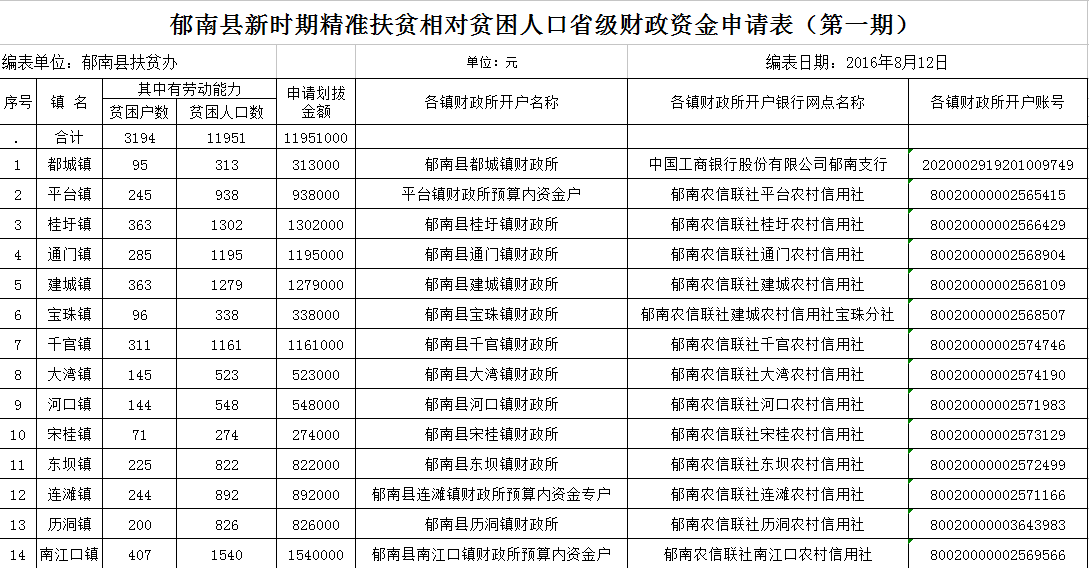 郁南县新时期精准扶贫相对贫困人口省级财政资金申请表（第一期）
编表单位：郁南县扶贫办 单位：元 编表日期：2016年8月12日
序号 镇 名 其中有劳动能力 申请划拨金额 各镇财政所开户名称 各镇财政所开户银行网点名称 各镇财政所开户账号
贫困户数 贫困人口数
. 合计 3194 11951 11951000
1 都城镇 95 313 313000 郁南县都城镇财政所 中国工商银行股份有限公司郁南支行 2020002919201009749
2 平台镇 245 938 938000 平台镇财政所预算内资金户 郁南农信联社平台农村信用社 80020000002565415
3 桂圩镇 363 1302 1302000 郁南县桂圩镇财政所 郁南农信联社桂圩农村信用社 80020000002566429
4 通门镇 285 1195 1195000 郁南县通门镇财政所 郁南农信联社通门农村信用社 80020000002568904
5 建城镇 363 1279 1279000 郁南县建城镇财政所 郁南农信联社建城农村信用社 80020000002568109
6 宝珠镇 96 338 338000 郁南县宝珠镇财政所 郁南农信联社建城农村信用社宝珠分社 80020000002568507
7 千官镇 311 1161 1161000 郁南县千官镇财政所 郁南农信联社千官农村信用社 80020000002574746
8 大湾镇 145 523 523000 郁南县大湾镇财政所 郁南农信联社大湾农村信用社 80020000002574190
9 河口镇 144 548 548000 郁南县河口镇财政所 郁南农信联社河口农村信用社 80020000002571983
10 宋桂镇 71 274 274000 郁南县宋桂镇财政所 郁南农信联社宋桂农村信用社 80020000002573129
11 东坝镇 225 822 822000 郁南县东坝镇财政所 郁南农信联社东坝农村信用社 80020000002572499
12 连滩镇 244 892 892000 郁南县连滩镇财政所预算内资金专户 郁南农信联社连滩农村信用社 80020000002571166
13 历洞镇 200 826 826000 郁南县历洞镇财政所 郁南农信联社历洞农村信用社 80020000003643983
14 南江口镇 407 1540 1540000 郁南县南江口镇财政所预算内资金户 郁南农信联社南江口农村信用社 80020000002569566